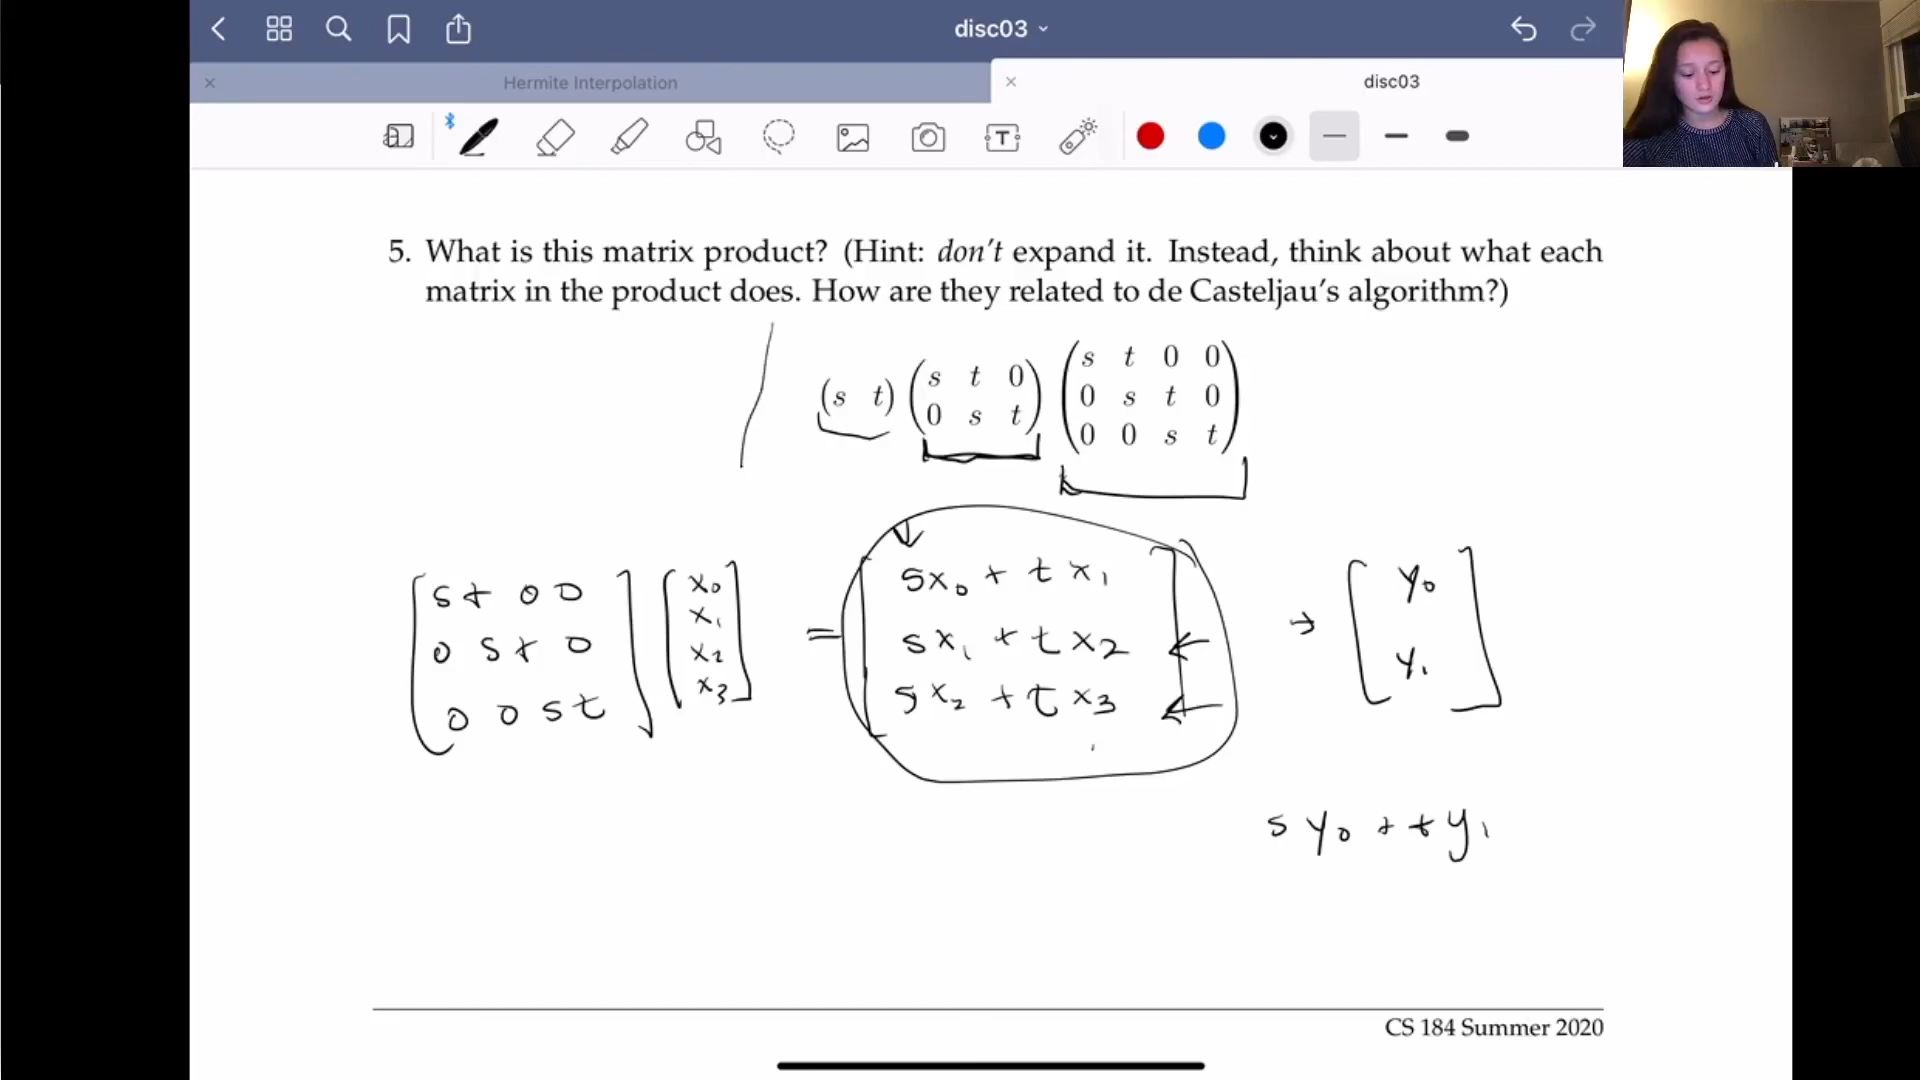 disc03
Hermite Interpolation
disc03
T
5. What is this matrix product? (Hint: don't expand it. Instead, think about what each
matrix in the product does. How are they related to de Casteljau's algorithm?)
(s t) (s t 0
0 s t) (s t 0 0
0 s t 0
0 0 s t)
[s t 0 0
0 s t 0
0 0 s t]
[x₀
x₁
x₂
x₃]
=
[sx₀ + tx₁
sx₁ + tx₂
sx₂ + tx₃]
→
[y₀
y₁]
sy₀ + ty₁
CS 184 Summer 2020